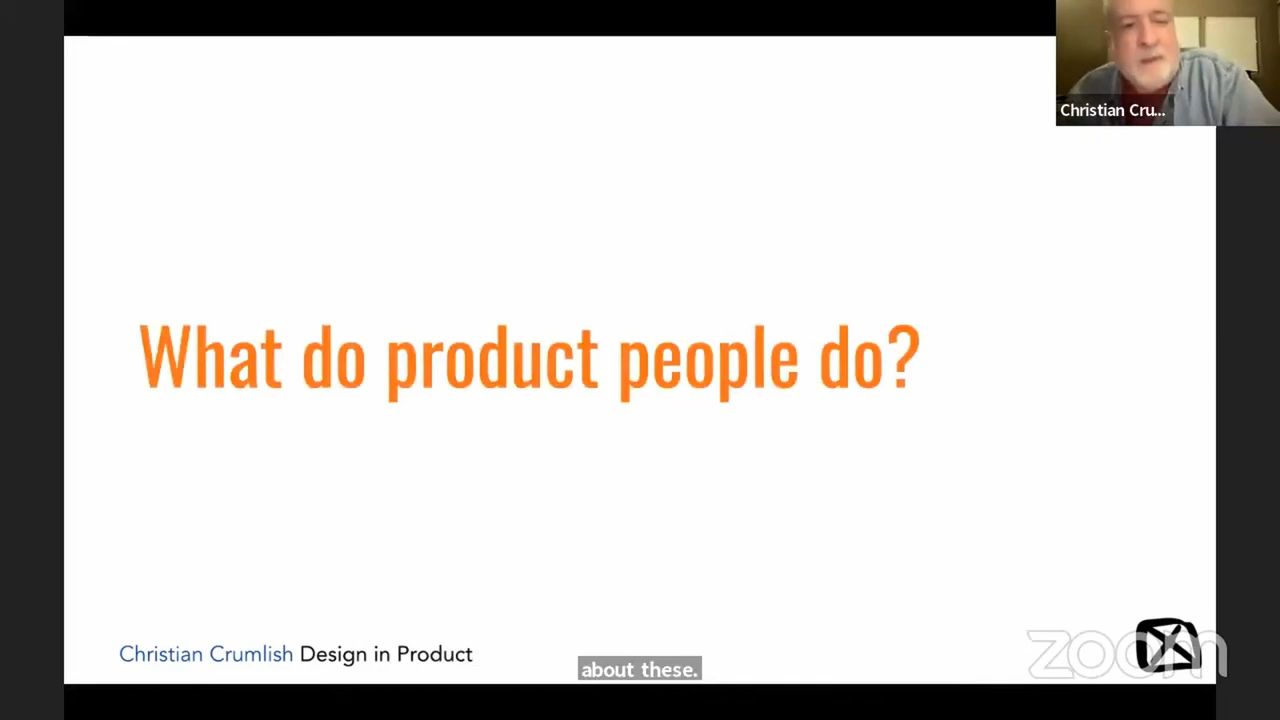 Christian Cru...
What do product people do?
Christian Crumlish Design in Product
about these.
zoom